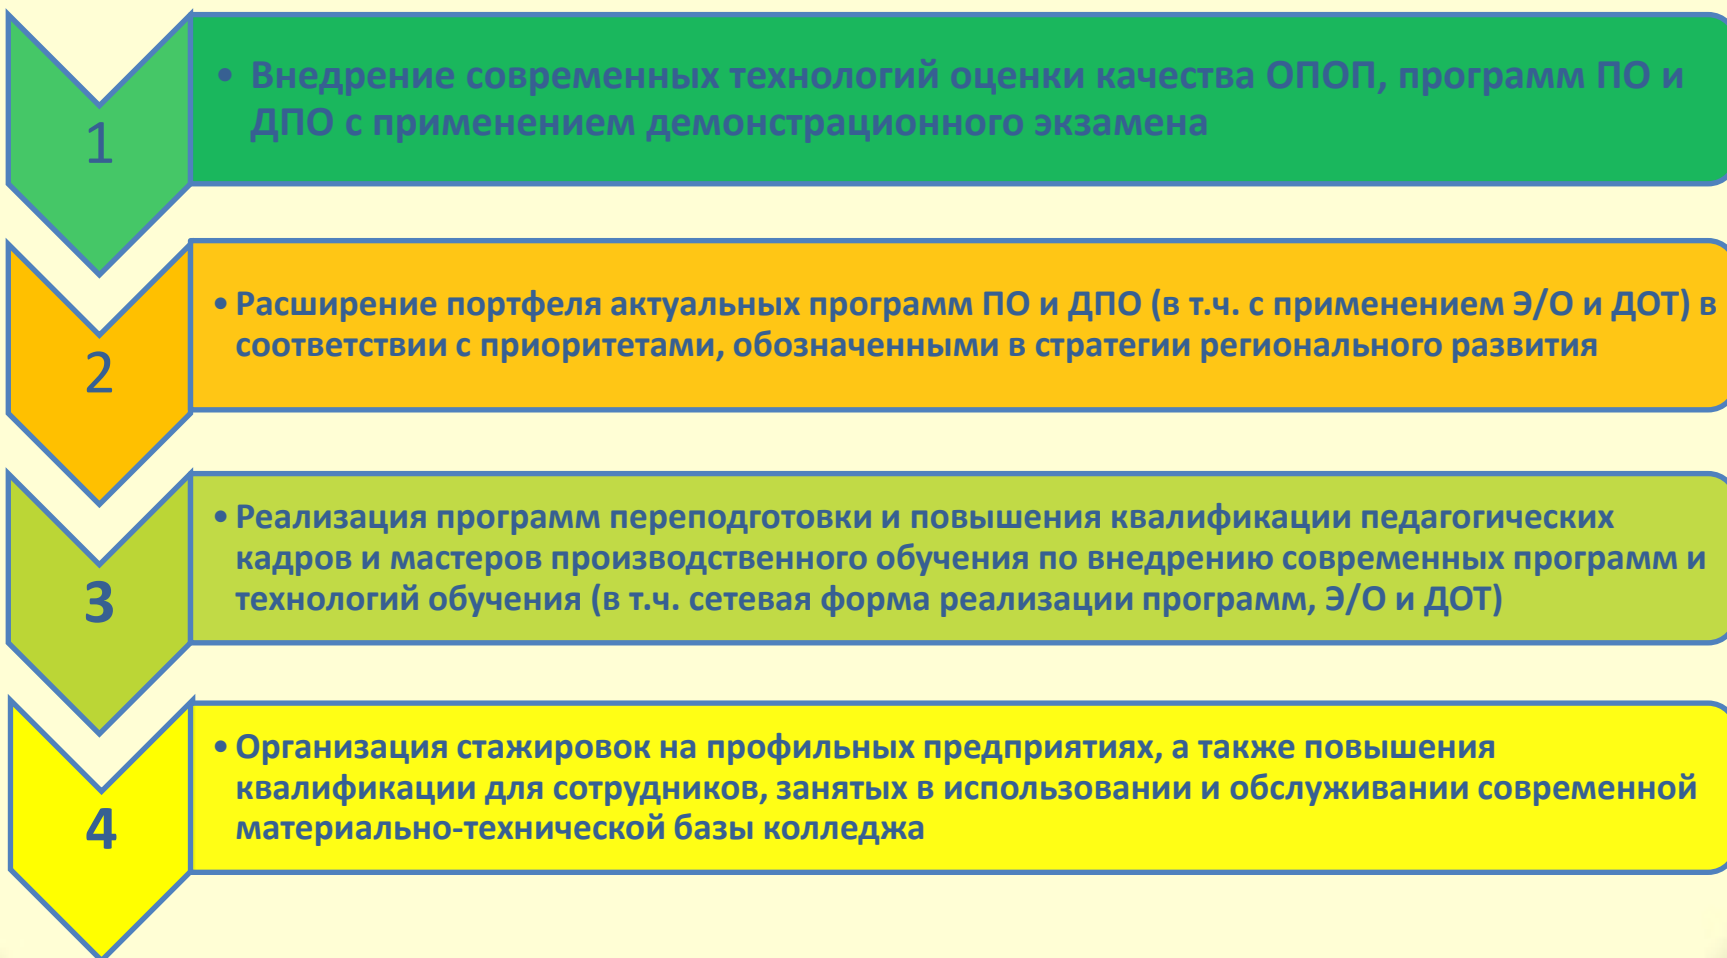 1
• Внедрение современных технологий оценки качества ОПОП, программ ПО и
ДПО с применением демонстрационного экзамена
2
• Расширение портфеля актуальных программ ПО и ДПО (в т.ч. с применением Э/О и ДОТ) в
соответствии с приоритетами, обозначенными в стратегии регионального развития
3
• Реализация программ переподготовки и повышения квалификации педагогических
кадров и мастеров производственного обучения по внедрению современных программ и
технологий обучения (в т.ч. сетевая форма реализации программ, Э/О и ДОТ)
4
• Организация стажировок на профильных предприятиях, а также повышения
квалификации для сотрудников, занятых в использовании и обслуживании современной
материально-технической базы колледжа